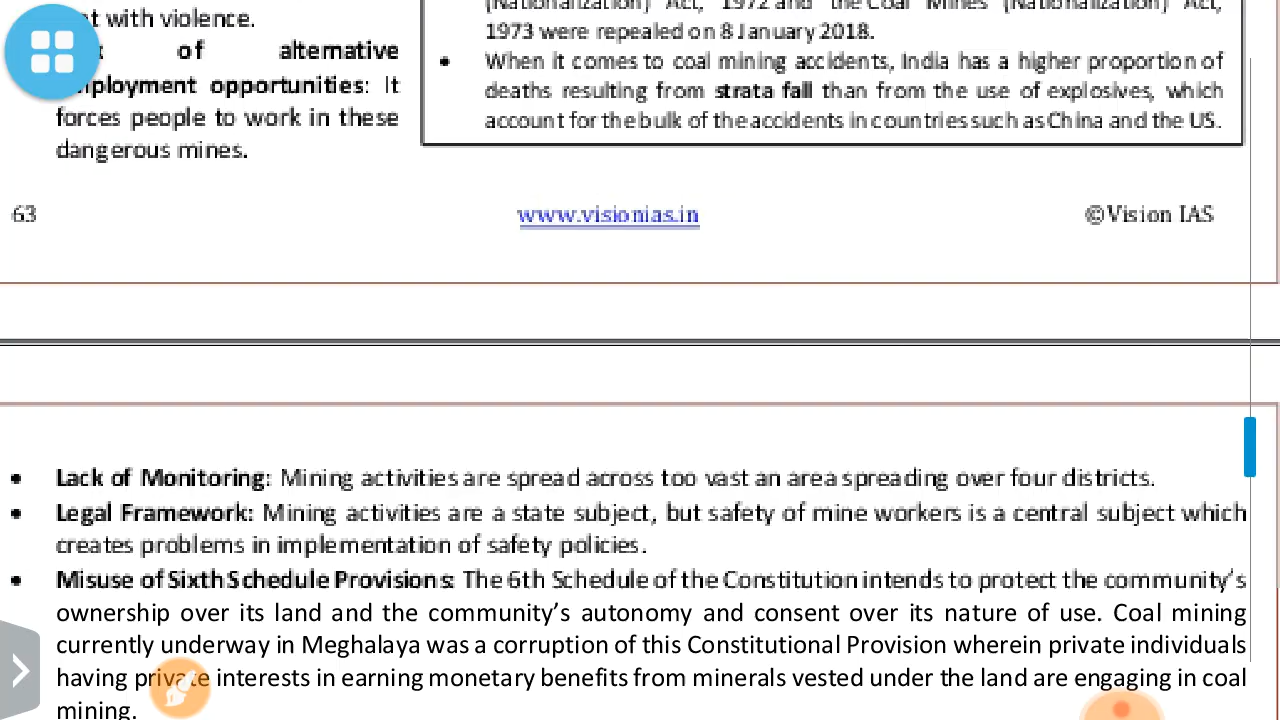 with violence.
of alternative
employment opportunities: It
forces people to work in these
dangerous mines.
(Nationalization) Act, 1972 and the Coal Mines (Nationalization) Act,
1973 were repealed on 8 January 2018.
• When it comes to coal mining accidents, India has a higher proportion of
deaths resulting from strata fall than from the use of explosives, which
account for the bulk of the accidents in countries such as China and the US.
63 www.visionias.in ©Vision IAS
• Lack of Monitoring: Mining activities are spread across too vast an area spreading over four districts.
• Legal Framework: Mining activities are a state subject, but safety of mine workers is a central subject which
creates problems in implementation of safety policies.
• Misuse of Sixth Schedule Provisions: The 6th Schedule of the Constitution intends to protect the community's
ownership over its land and the community's autonomy and consent over its nature of use. Coal mining
currently underway in Meghalaya was a corruption of this Constitutional Provision wherein private individuals
having private interests in earning monetary benefits from minerals vested under the land are engaging in coal
mining.